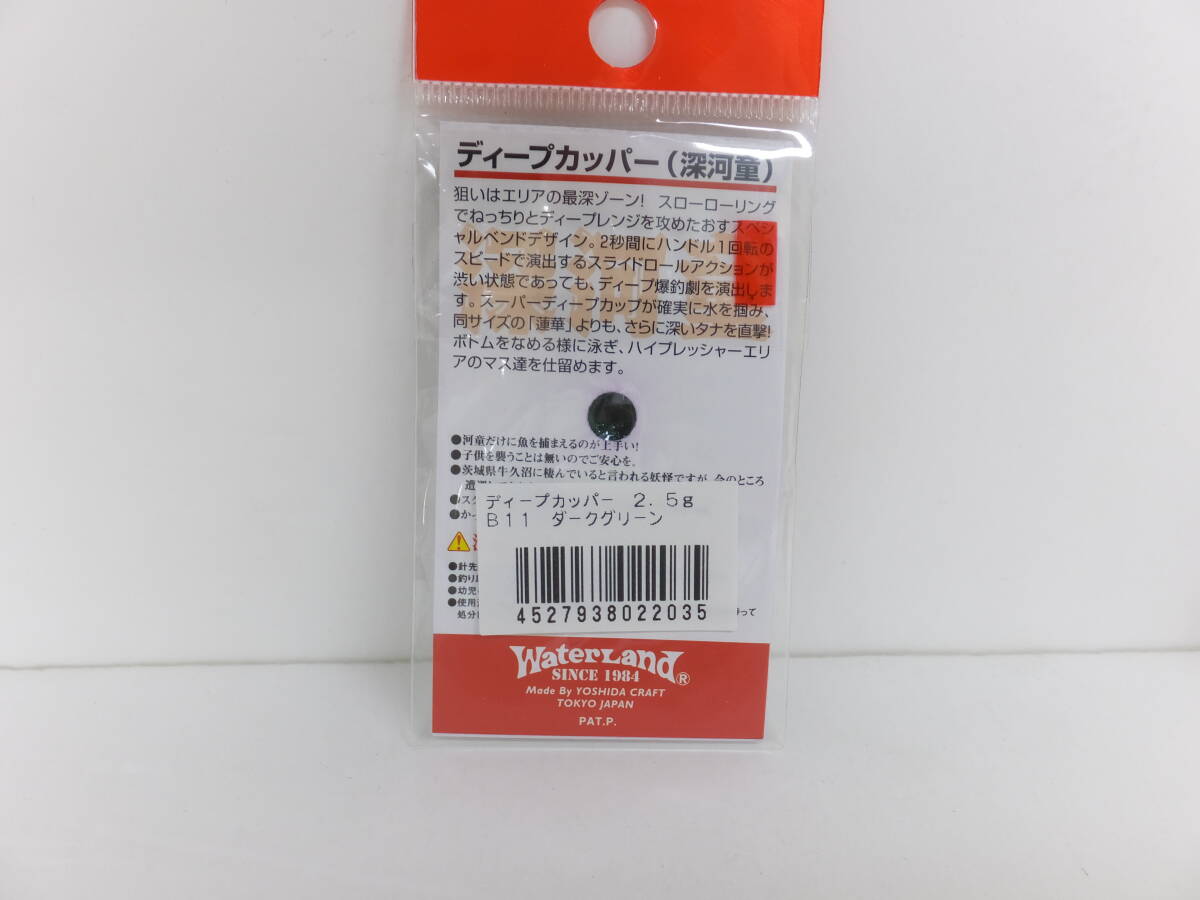 ディープカッパー（深河童）
狙いはエリアの最深ゾーン！ スローローリング
でねっちりとディープレンジを攻めたおすスペシ
ャルベンドデザイン。2秒間にハンドル1回転の
スピードで演出するスライドロールアクションが
渋い状態であっても、ディープ爆釣劇を演出しま
す。スーパーディープカップが確実に水を掴み、
同サイズの「蓮華」よりも、さらに深いタナを直撃！
ボトムをなめる様に泳ぎ、ハイプレッシャーエリ
アのマス達を仕留めます。
●河童だけに魚を捕まえるのが上手い！
●子供を襲うことは無いのでご安心を。
●茨城県牛久沼に棲んでいると言われる妖怪ですが、今のところ
●ス
●か
ディープカッパー 2．5g
B11 ダークグリーン
●針先
●釣り
●幼児
●使用
処分
って
4527938022035
WaterLand®
SINCE 1984
Made By YOSHIDA CRAFT
TOKYO JAPAN
PAT.P.